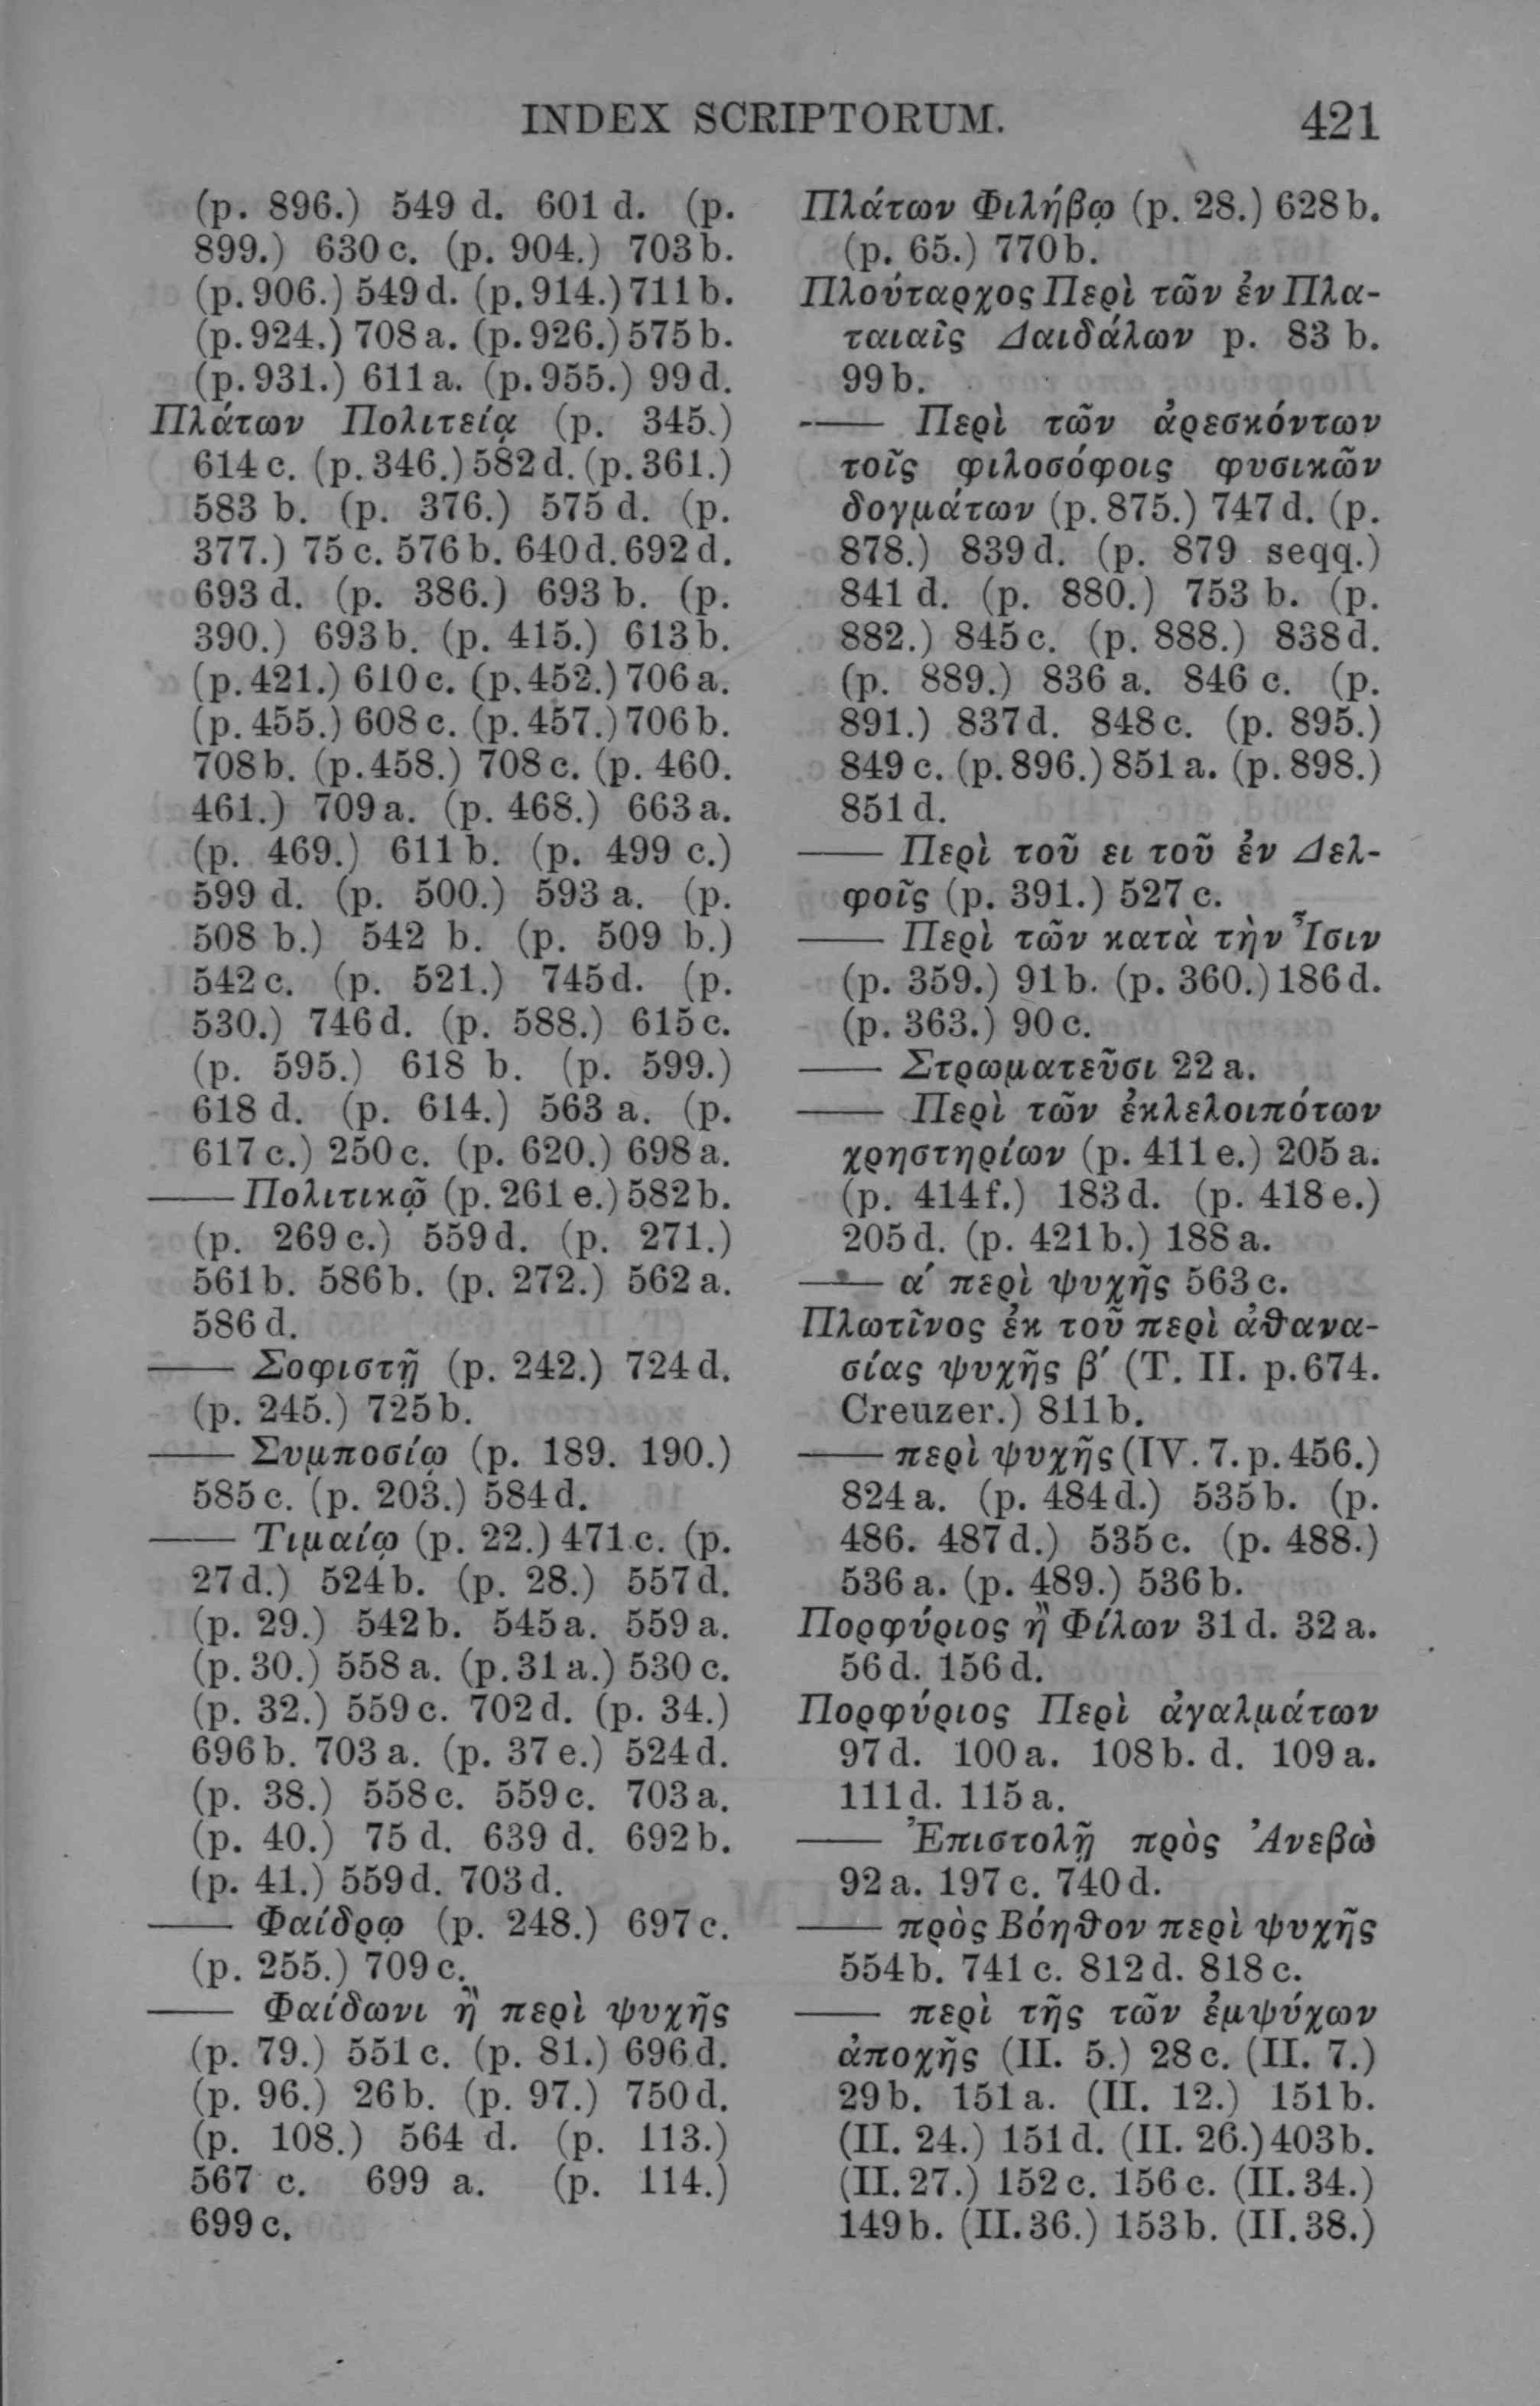 INDEX SCRIPTORUM. 421
(p. 896.) 549 d. 601 d. (p.
899.) 630 c. (p. 904.) 703 b.
(p. 906.) 549 d. (p. 914.) 711 b.
(p. 924.) 708 a. (p. 926.) 575 b.
(p. 931.) 611 a. (p. 955.) 99 d.
Πλάτων Πολιτείᾳ (p. 345.)
614 c. (p. 346.) 582 d. (p. 361.)
583 b. (p. 376.) 575 d. (p.
377.) 75 c. 576 b. 640 d. 692 d.
693 d. (p. 386.) 693 b. (p.
390.) 693 b. (p. 415.) 613 b.
(p. 421.) 610 c. (p. 452.) 706 a.
(p. 455.) 608 c. (p. 457.) 706 b.
708 b. (p. 458.) 708 c. (p. 460.
461.) 709 a. (p. 468.) 663 a.
(p. 469.) 611 b. (p. 499 c.)
599 d. (p. 500.) 593 a. (p.
508 b.) 542 b. (p. 509 b.)
542 c. (p. 521.) 745 d. (p.
530.) 746 d. (p. 588.) 615 c.
(p. 595.) 618 b. (p. 599.)
618 d. (p. 614.) 563 a. (p.
617 c.) 250 c. (p. 620.) 698 a.
—— Πολιτικῷ (p. 261 e.) 582 b.
(p. 269 c.) 559 d. (p. 271.)
561 b. 586 b. (p. 272.) 562 a.
586 d.
—— Σοφιστῇ (p. 242.) 724 d.
(p. 245.) 725 b.
—— Συμποσίῳ (p. 189. 190.)
585 c. (p. 203.) 584 d.
—— Τιμαίῳ (p. 22.) 471 c. (p.
27 d.) 524 b. (p. 28.) 557 d.
(p. 29.) 542 b. 545 a. 559 a.
(p. 30.) 558 a. (p. 31 a.) 530 c.
(p. 32.) 559 c. 702 d. (p. 34.)
696 b. 703 a. (p. 37 e.) 524 d.
(p. 38.) 558 c. 559 c. 703 a.
(p. 40.) 75 d. 639 d. 692 b.
(p. 41.) 559 d. 703 d.
—— Φαίδρῳ (p. 248.) 697 c.
(p. 255.) 709 c.
—— Φαίδωνι ἢ περὶ ψυχῆς
(p. 79.) 551 c. (p. 81.) 696 d.
(p. 96.) 26 b. (p. 97.) 750 d.
(p. 108.) 564 d. (p. 113.)
567 c. 699 a. (p. 114.)
699 c.
Πλάτων Φιλήβῳ (p. 28.) 628 b.
(p. 65.) 770 b.
Πλούταρχος Περὶ τῶν ἐν Πλα-
ταιαῖς Δαιδάλων p. 83 b.
99 b.
—— Περὶ τῶν ἀρεσκόντων
τοῖς φιλοσόφοις φυσικῶν
δογμάτων (p. 875.) 747 d. (p.
878.) 839 d. (p. 879 seqq.)
841 d. (p. 880.) 753 b. (p.
882.) 845 c. (p. 888.) 838 d.
(p. 889.) 836 a. 846 c. (p.
891.) 837 d. 848 c. (p. 895.)
849 c. (p. 896.) 851 a. (p. 898.)
851 d.
—— Περὶ τοῦ ει τοῦ ἐν Δελ-
φοῖς (p. 391.) 527 c.
—— Περὶ τῶν κατὰ τὴν Ἶσιν
(p. 359.) 91 b. (p. 360.) 186 d.
(p. 363.) 90 c.
—— Στρωματεῦσι 22 a.
—— Περὶ τῶν ἐκλελοιπότων
χρηστηρίων (p. 411 e.) 205 a.
(p. 414 f.) 183 d. (p. 418 e.)
205 d. (p. 421 b.) 188 a.
—— α΄ περὶ ψυχῆς 563 c.
Πλωτῖνος ἐκ τοῦ περὶ ἀθανα-
σίας ψυχῆς β΄ (T. II. p. 674.
Creuzer.) 811 b.
—— περὶ ψυχῆς (IV. 7. p. 456.)
824 a. (p. 484 d.) 535 b. (p.
486. 487 d.) 535 c. (p. 488.)
536 a. (p. 489.) 536 b.
Πορφύριος ἢ Φίλων 31 d. 32 a.
56 d. 156 d.
Πορφύριος Περὶ ἀγαλμάτων
97 d. 100 a. 108 b. d. 109 a.
111 d. 115 a.
—— Ἐπιστολῇ πρὸς Ἀνεβὼ
92 a. 197 c. 740 d.
—— πρὸς Βόηθον περὶ ψυχῆς
554 b. 741 c. 812 d. 818 c.
—— περὶ τῆς τῶν ἐμψύχων
ἀποχῆς (II. 5.) 28 c. (II. 7.)
29 b. 151 a. (II. 12.) 151 b.
(II. 24.) 151 d. (II. 26.) 403 b.
(II. 27.) 152 c. 156 c. (II. 34.)
149 b. (II. 36.) 153 b. (II. 38.)